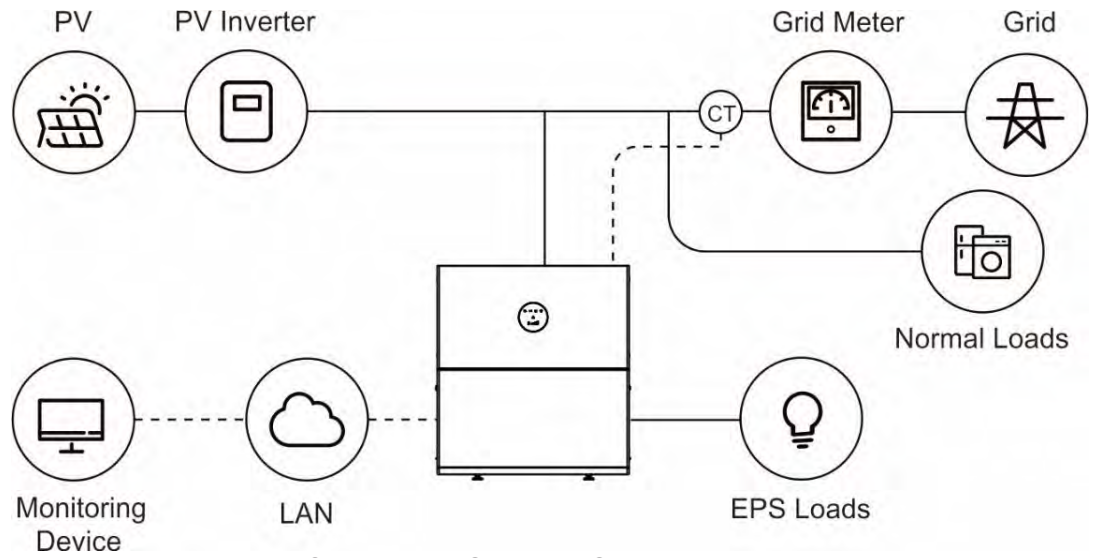 PV
PV Inverter
Grid Meter
Grid
CT
Normal Loads
Monitoring
Device
LAN
EPS Loads